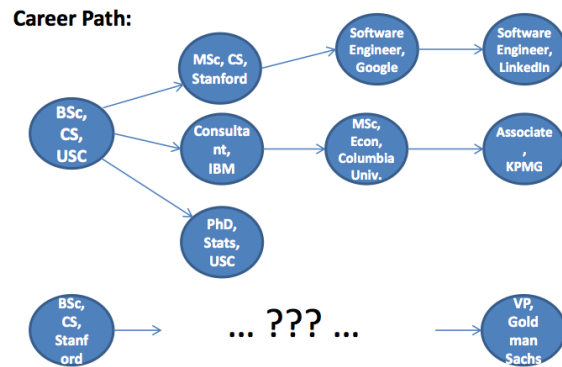 Career Path:
MSc, CS,
Stanford
Software
Engineer,
Google
Software
Engineer,
LinkedIn
BSc,
CS,
USC
Consulta
nt,
IBM
MSc,
Econ,
Columbia
Univ.
Associate
,
KPMG
PhD,
Stats,
USC
BSc,
CS,
Stanf
ord
... ??? ...
VP,
Gold
man
Sachs